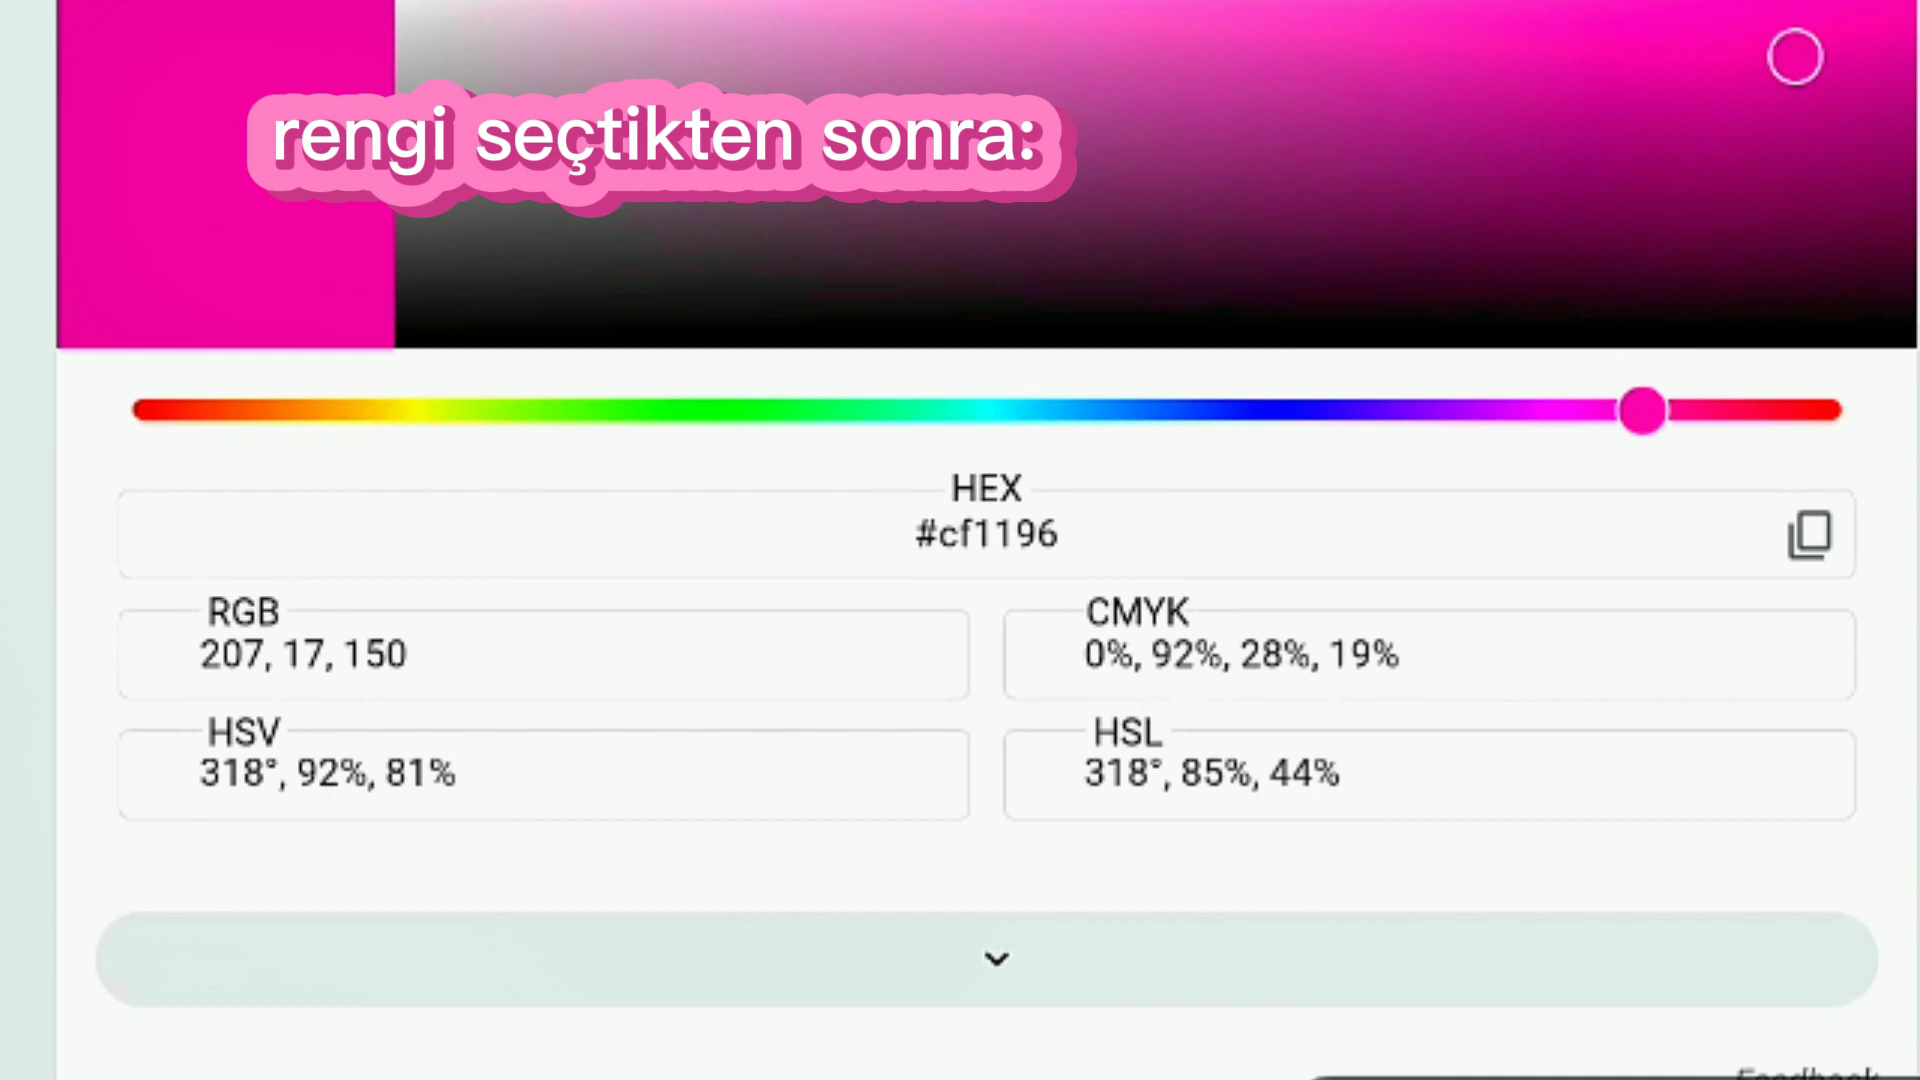 rengi seçtikten sonra:
HEX
#cf1196
RGB
207, 17, 150
CMYK
0%, 92%, 28%, 19%
HSV
318°, 92%, 81%
HSL
318°, 85%, 44%
Feedback